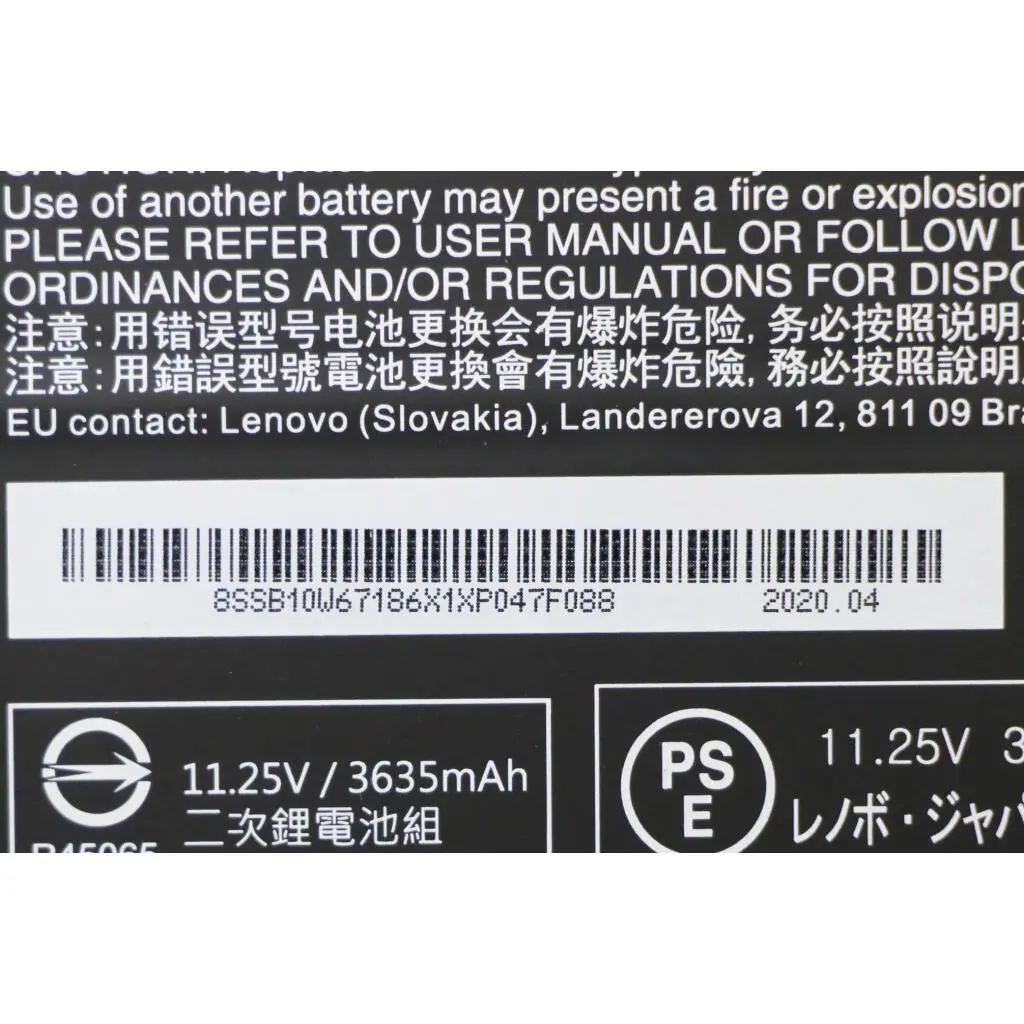 Use of another battery may present a fire or explosion
PLEASE REFER TO USER MANUAL OR FOLLOW L
ORDINANCES AND/OR REGULATIONS FOR DISPO
注意:用错误型号电池更换会有爆炸危险,务必按照说明
注意:用錯誤型號電池更換會有爆炸危險,務必按照說明
EU contact: Lenovo (Slovakia), Landererova 12, 811 09 Bra
8SSB10W67186X1XP047F088 2020.04
11.25V / 3635mAh
二次鋰電池組
R45065
PS
E
11.25V 3
レノボ・ジャパ